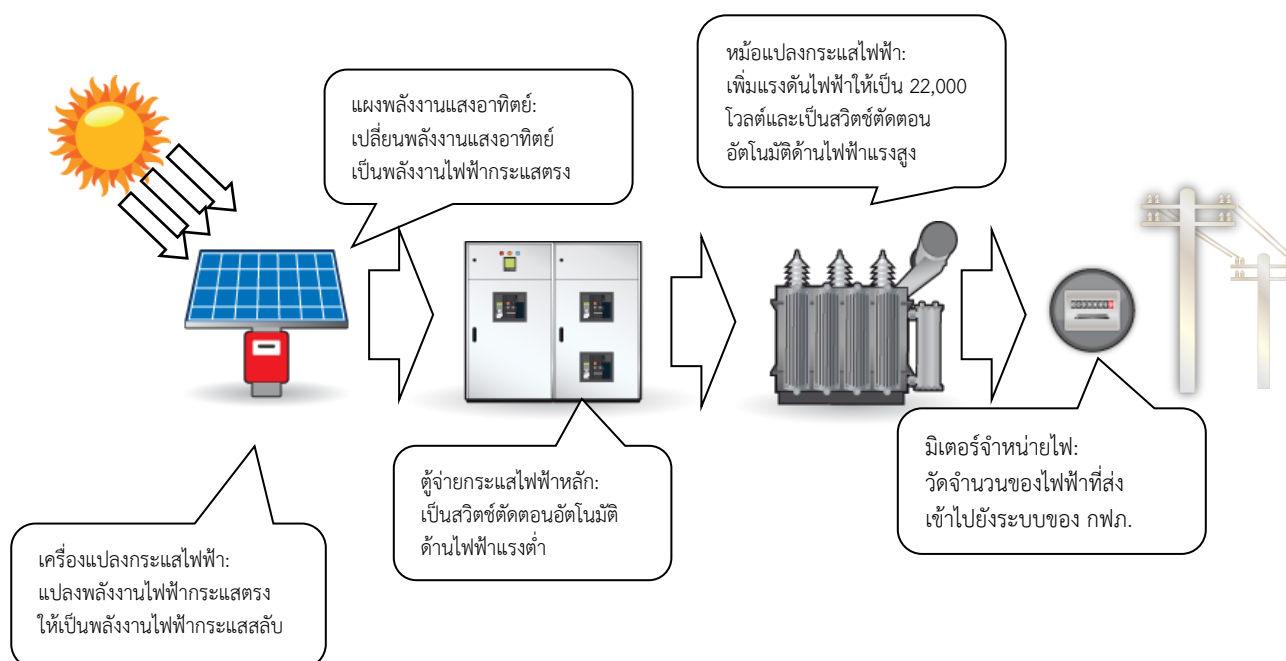 หม้อแปลงกระแสไฟฟ้า:
เพิ่มแรงดันไฟฟ้าให้เป็น 22,000
โวลต์และเป็นสวิตซ์ตัดตอน
อัตโนมัติด้านไฟฟ้าแรงสูง
แผงพลังงานแสงอาทิตย์:
เปลี่ยนพลังงานแสงอาทิตย์
เป็นพลังงานไฟฟ้ากระแสตรง
มิเตอร์จำหน่ายไฟ:
วัดจำนวนของไฟฟ้าที่ส่ง
เข้าไปยังระบบของ กฟภ.
ตู้จ่ายกระแสไฟฟ้าหลัก:
เป็นสวิตช์ตัดตอนอัตโนมัติ
ด้านไฟฟ้าแรงต่ำ
เครื่องแปลงกระแสไฟฟ้า:
แปลงพลังงานไฟฟ้ากระแสตรง
ให้เป็นพลังงานไฟฟ้ากระแสสลับ